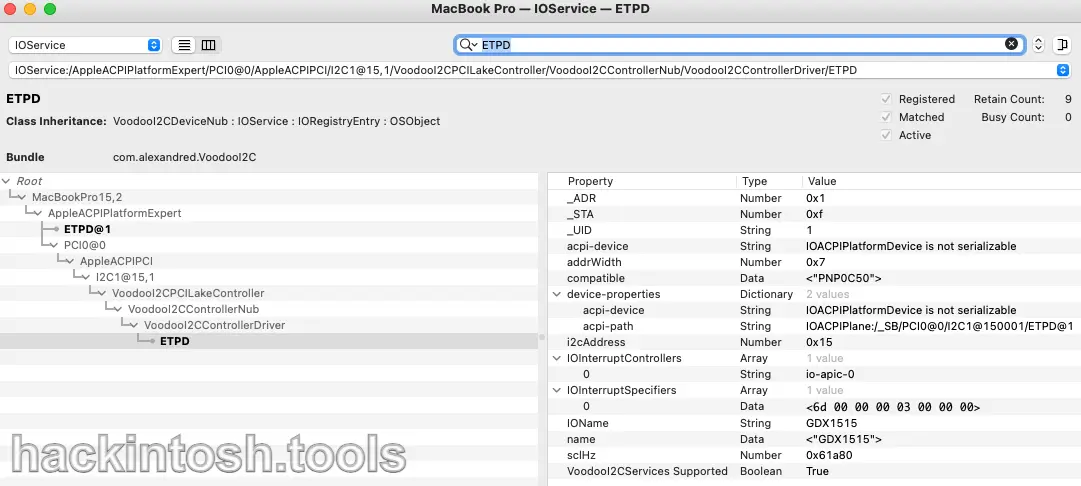 MacBook Pro — IOService — ETPD
IOService
ETPD
IOService:/AppleACPIPlatformExpert/PCI0@0/AppleACPIPCI/I2C1@15,1/VoodooI2CPCILakeController/VoodooI2CControllerNub/VoodooI2CControllerDriver/ETPD
ETPD
Class Inheritance: VoodooI2CDeviceNub : IOService : IORegistryEntry : OSObject
Bundle com.alexandred.VoodooI2C
Registered Retain Count: 9
Matched Busy Count: 0
Active
Root
MacBookPro15,2
AppleACPIPlatformExpert
ETPD@1
PCI0@0
AppleACPIPCI
I2C1@15,1
VoodooI2CPCILakeController
VoodooI2CControllerNub
VoodooI2CControllerDriver
ETPD
Property Type Value
_ADR Number 0x1
_STA Number 0xf
_UID String 1
acpi-device String IOACPIPlatformDevice is not serializable
addrWidth Number 0x7
compatible Data <"PNP0C50">
device-properties Dictionary 2 values
acpi-device String IOACPIPlatformDevice is not serializable
acpi-path String IOACPIPlane:/_SB/PCI0@0/I2C1@150001/ETPD@1
i2cAddress Number 0x15
IOInterruptControllers Array 1 value
0 String io-apic-0
IOInterruptSpecifiers Array 1 value
0 Data <6d 00 00 00 03 00 00 00>
IOName String GDX1515
name Data <"GDX1515">
sclHz Number 0x61a80
VoodooI2CServices Supported Boolean True
hackintosh.tools